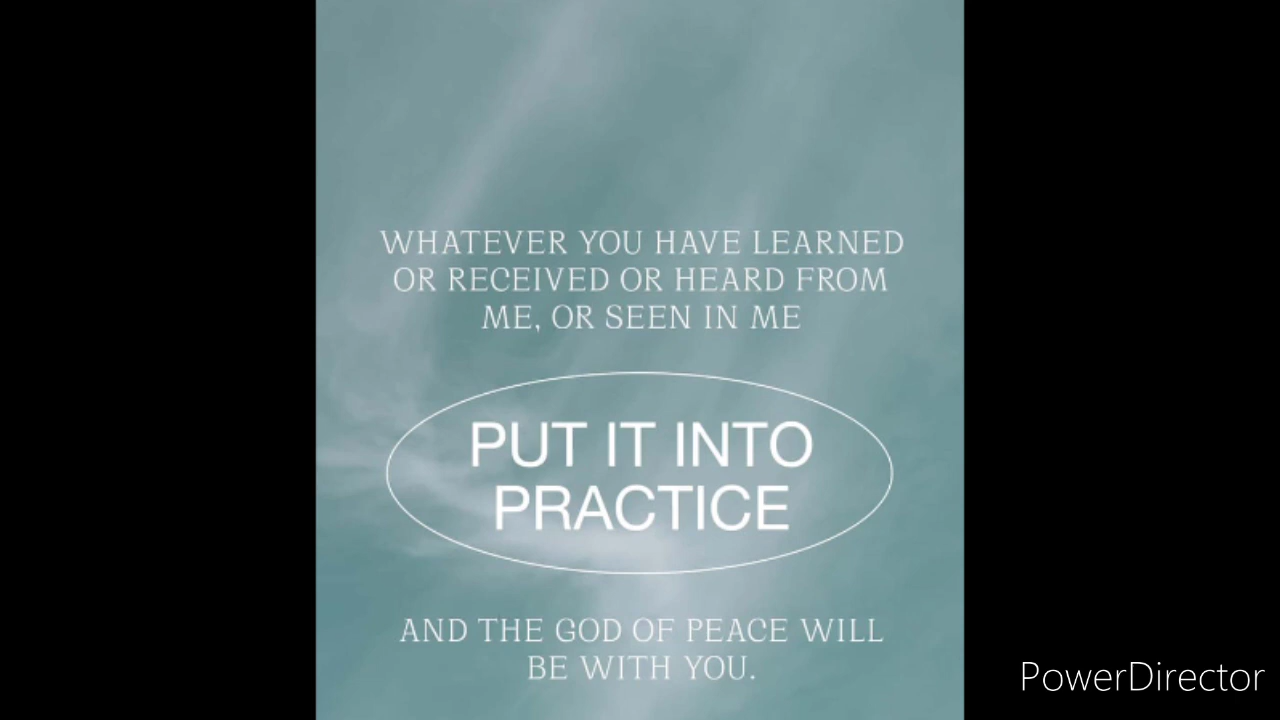 WHATEVER YOU HAVE LEARNED
OR RECEIVED OR HEARD FROM
ME, OR SEEN IN ME
PUT IT INTO
PRACTICE
AND THE GOD OF PEACE WILL
BE WITH YOU.
PowerDirector